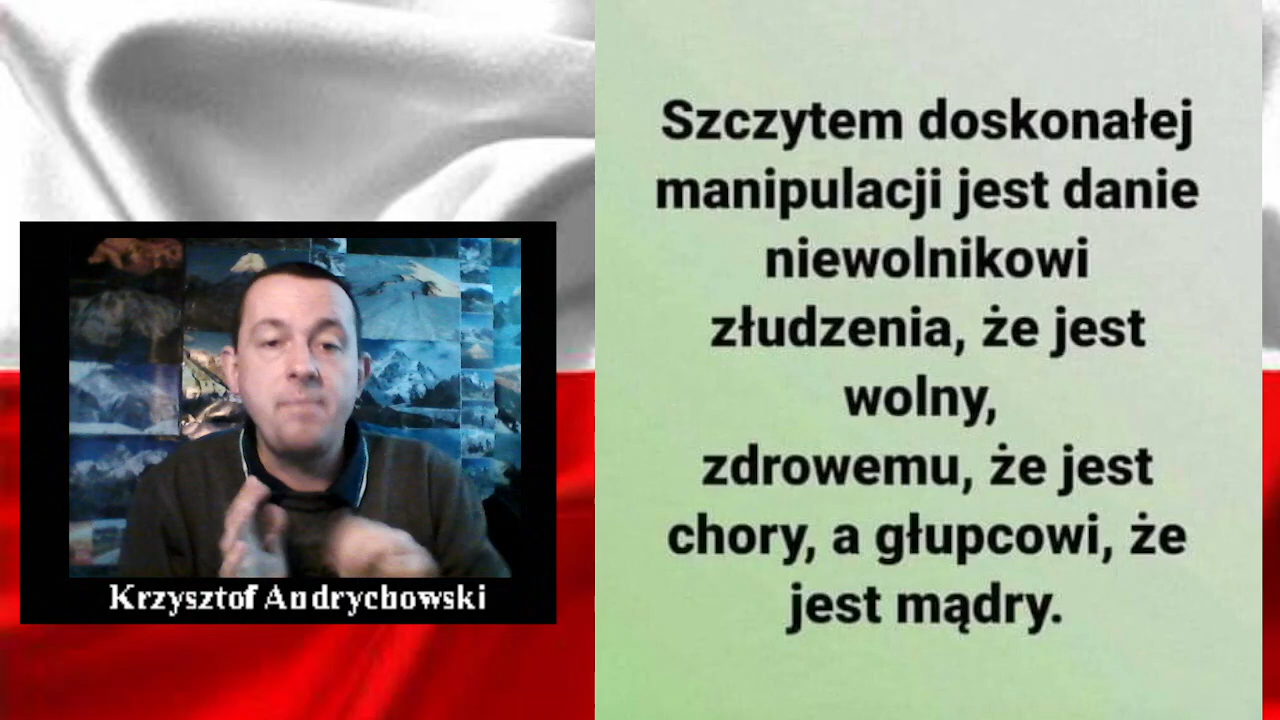 Krzysztof Andrychowski
Szczytem doskonałej
manipulacji jest danie
niewolnikowi
złudzenia, że jest
wolny,
zdrowemu, że jest
chory, a głupcowi, że
jest mądry.